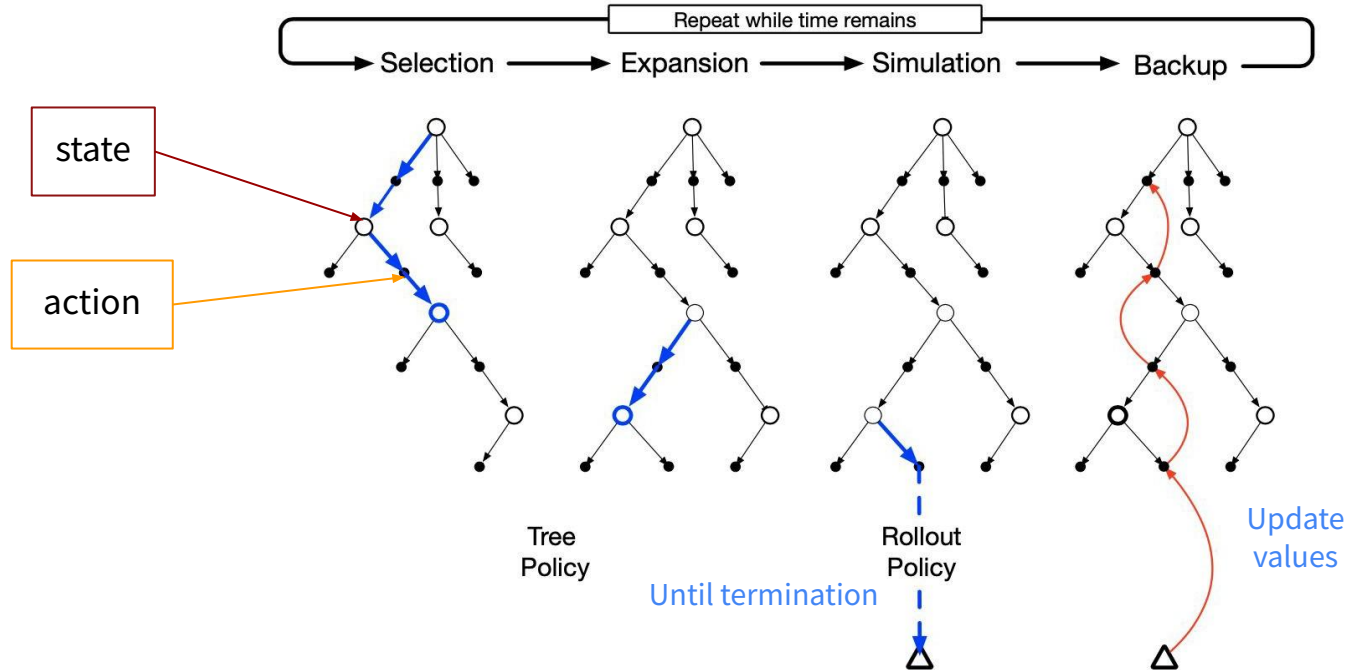 Repeat while time remains
Selection
Expansion
Simulation
Backup
state
action
Tree
Policy
Rollout
Policy
Until termination
Update
values